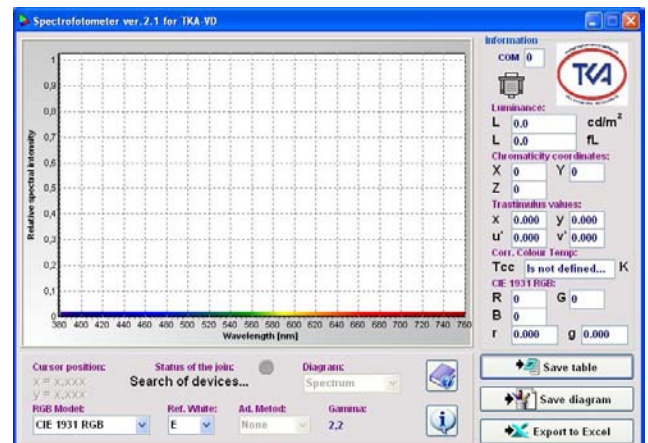 Spectrofotometer ver.2.1 for TKA-VD
Relative spectral intensity
1
0,9
0,8
0,7
0,6
0,5
0,4
0,3
0,2
0,1
0
380 400 420 440 460 480 500 520 540 560 580 600 620 640 660 680 700 720 740 760
Wavelength [nm]
Information
COM 0
TKA
Luminance:
L 0.0 cd/m²
L 0.0 fL
Chromaticity coordinates:
X 0 Y 0
Z 0
Trastimulus values:
x 0.000 y 0.000
u' 0.000 v' 0.000
Corr. Colour Temp:
Tcc Is not defined... K
CIE 1931 RGB:
R 0 G 0
B 0
r 0.000 g 0.000
Cursor position:
x = x,xxx
y = x,xxx
Status of the join:
Search of devices...
Diagram:
Spectrum
RGB Model:
CIE 1931 RGB
Ref. White:
E
Ad. Metod:
None
Gamma:
2,2
Save table
Save diagram
Export to Excel